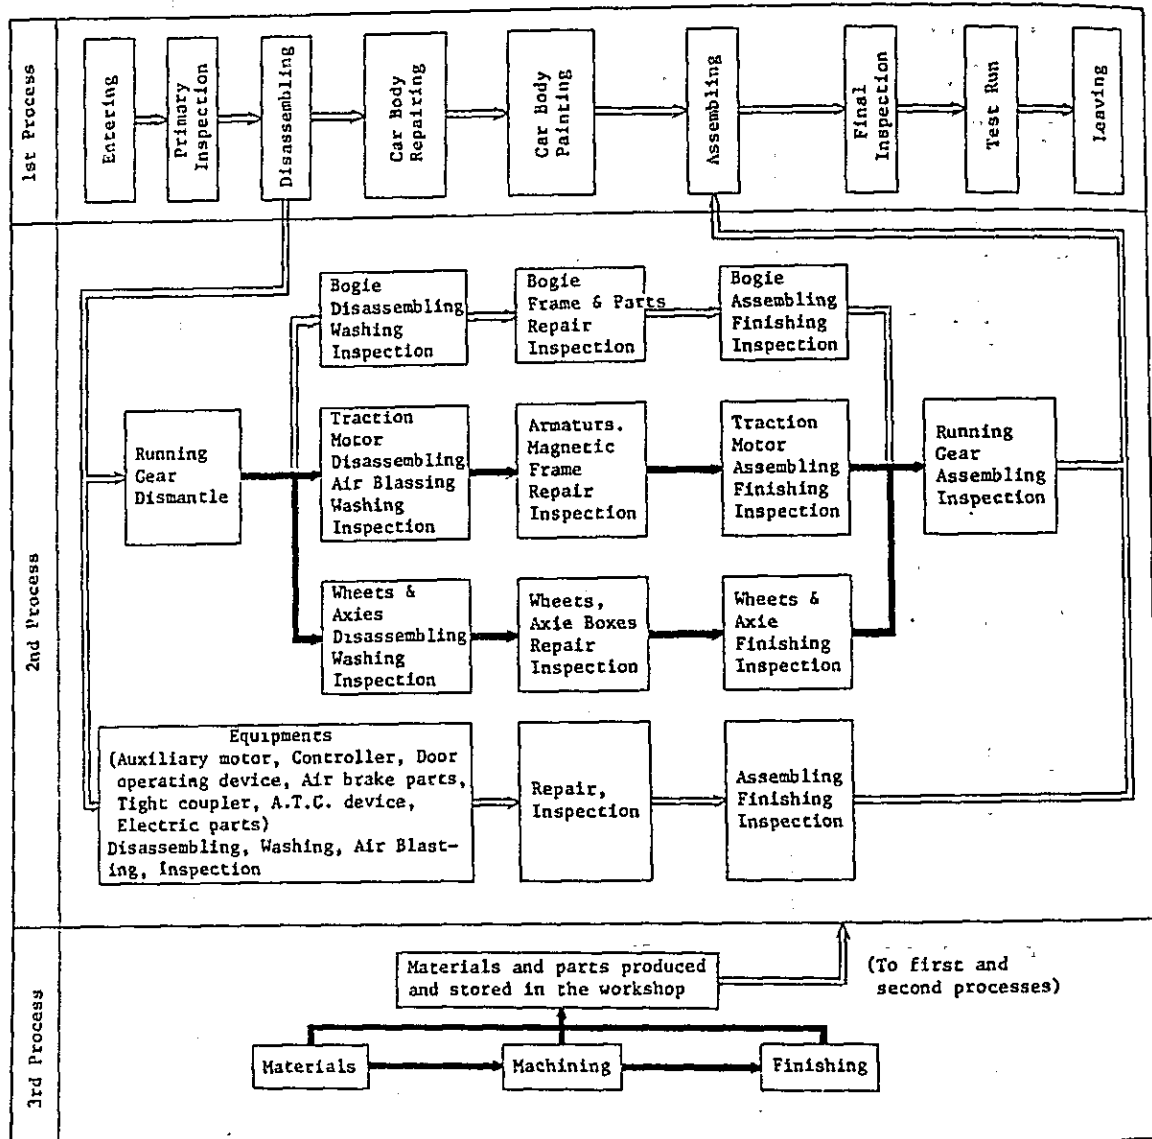 1st Process
Entering
Primary
Inspection
Disassembling
Car Body
Repairing
Car Body
Painting
Assembling
Final
Inspection
Test Run
Leaving
2nd Process
Running
Gear
Dismantle
Bogie
Disassembling
Washing
Inspection
Bogie
Frame & Parts
Repair
Inspection
Bogie
Assembling
Finishing
Inspection
Traction
Motor
Disassembling
Air Blassing
Washing
Inspection
Armaturs.
Magnetic
Frame
Repair
Inspection
Traction
Motor
Assembling
Finishing
Inspection
Running
Gear
Assembling
Inspection
Wheets &
Axies
Disassembling
Washing
Inspection
Wheets,
Axie Boxes
Repair
Inspection
Wheets &
Axie
Finishing
Inspection
Equipments
(Auxiliary motor, Controller, Door
operating device, Air brake parts,
Tight coupler, A.T.C. device,
Electric parts)
Disassembling, Washing, Air Blast-
ing, Inspection
Repair,
Inspection
Assembling
Finishing
Inspection
3rd Process
Materials and parts produced
and stored in the workshop
(To first and
second processes)
Materials
Machining
Finishing